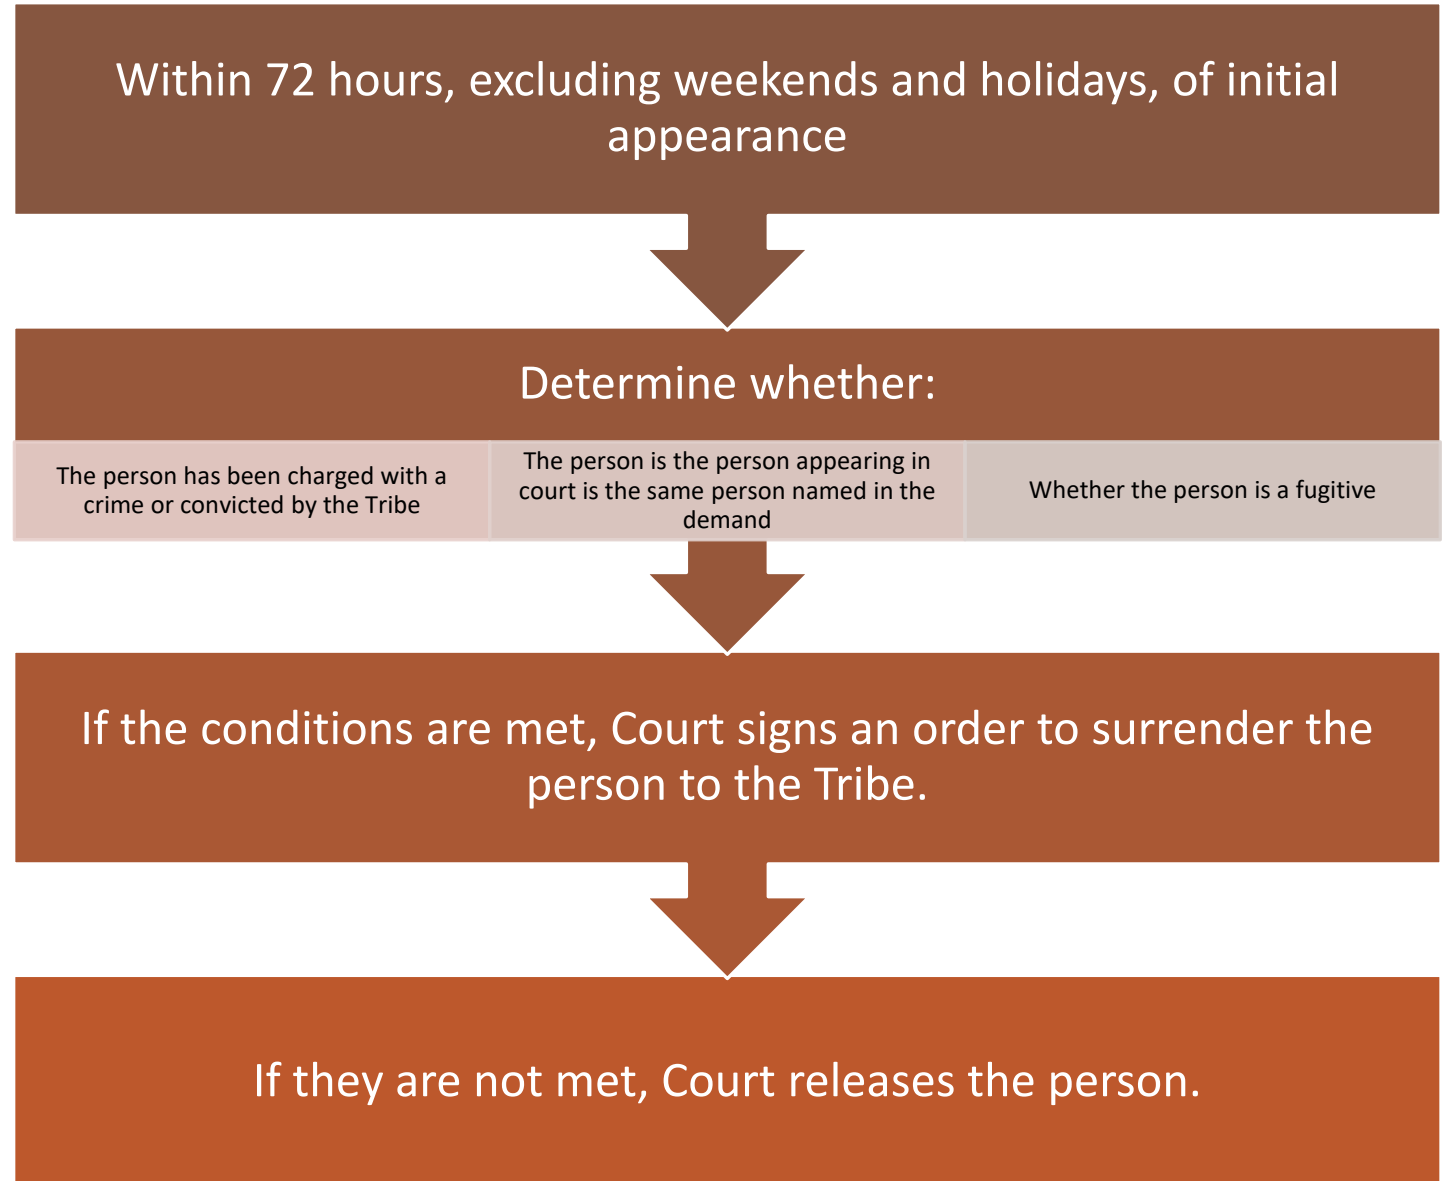 Within 72 hours, excluding weekends and holidays, of initial
appearance
Determine whether:
The person has been charged with a
crime or convicted by the Tribe
The person is the person appearing in
court is the same person named in the
demand
Whether the person is a fugitive
If the conditions are met, Court signs an order to surrender the
person to the Tribe.
If they are not met, Court releases the person.